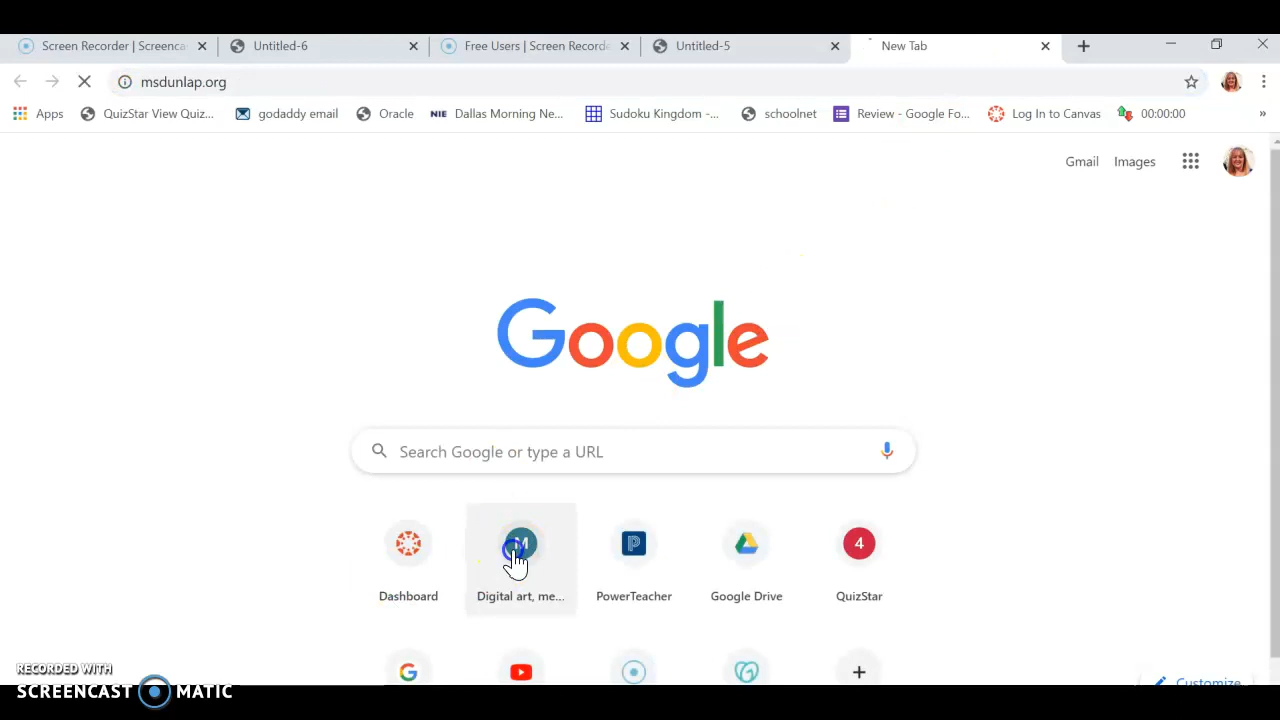 Screen Recorder | Screenca
Untitled-6
Free Users | Screen Recorde
Untitled-5
New Tab
msdunlap.org
Apps
QuizStar View Quiz...
godaddy email
Oracle
NIE Dallas Morning Ne...
Sudoku Kingdom -...
schoolnet
Review - Google Fo...
Log In to Canvas
00:00:00
»
Gmail
Images
Google
Search Google or type a URL
M
P
4
Dashboard
Digital art, me...
PowerTeacher
Google Drive
QuizStar
G
Customize
RECORDED WITH
SCREENCAST MATIC